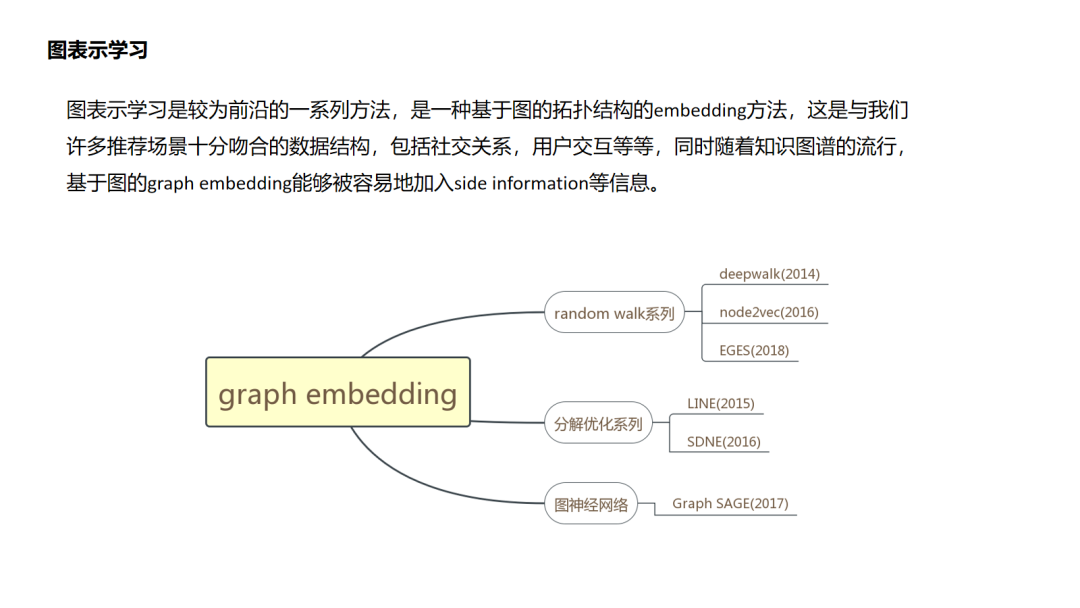 图表示学习
图表示学习是较为前沿的一系列方法，是一种基于图的拓扑结构的embedding方法，这是与我们
许多推荐场景十分吻合的数据结构，包括社交关系，用户交互等等，同时随着知识图谱的流行，
基于图的graph embedding能够被容易地加入side information等信息。
graph embedding
random walk系列
deepwalk(2014)
node2vec(2016)
EGES(2018)
分解优化系列
LINE(2015)
SDNE(2016)
图神经网络
Graph SAGE(2017)